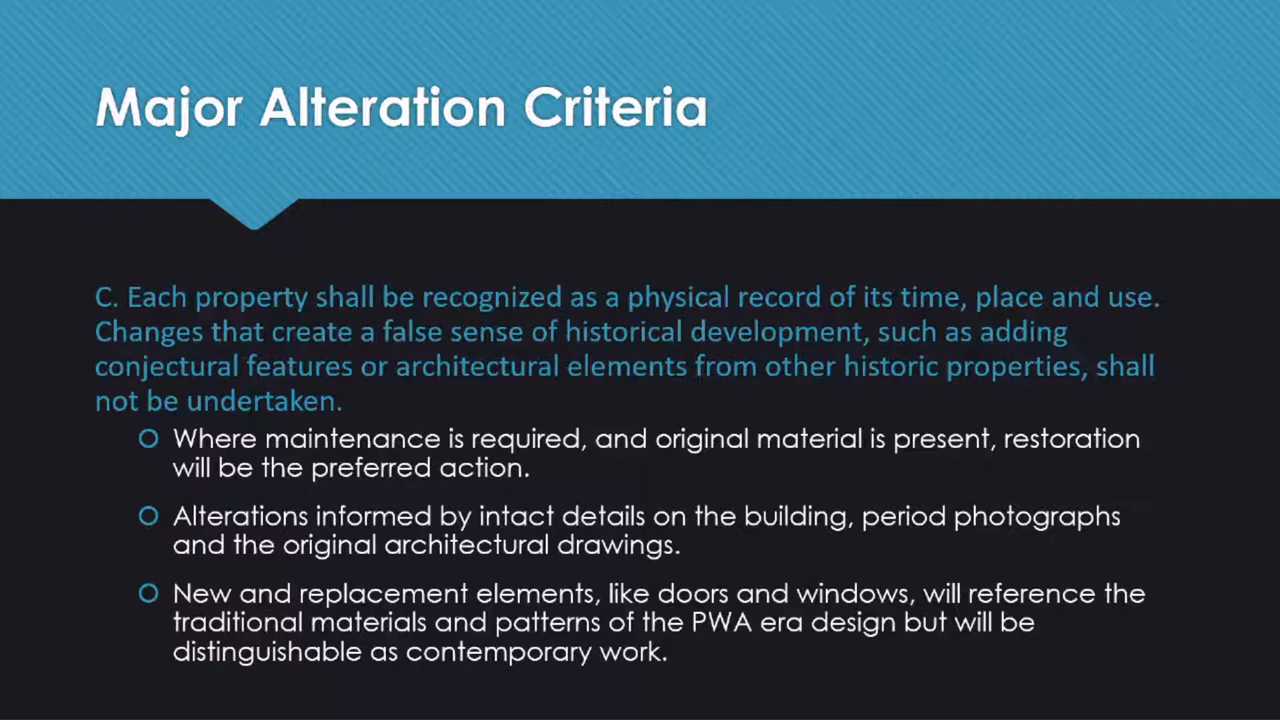 Major Alteration Criteria
C. Each property shall be recognized as a physical record of its time, place and use.
Changes that create a false sense of historical development, such as adding
conjectural features or architectural elements from other historic properties, shall
not be undertaken.
Where maintenance is required, and original material is present, restoration
will be the preferred action.
Alterations informed by intact details on the building, period photographs
and the original architectural drawings.
New and replacement elements, like doors and windows, will reference the
traditional materials and patterns of the PWA era design but will be
distinguishable as contemporary work.